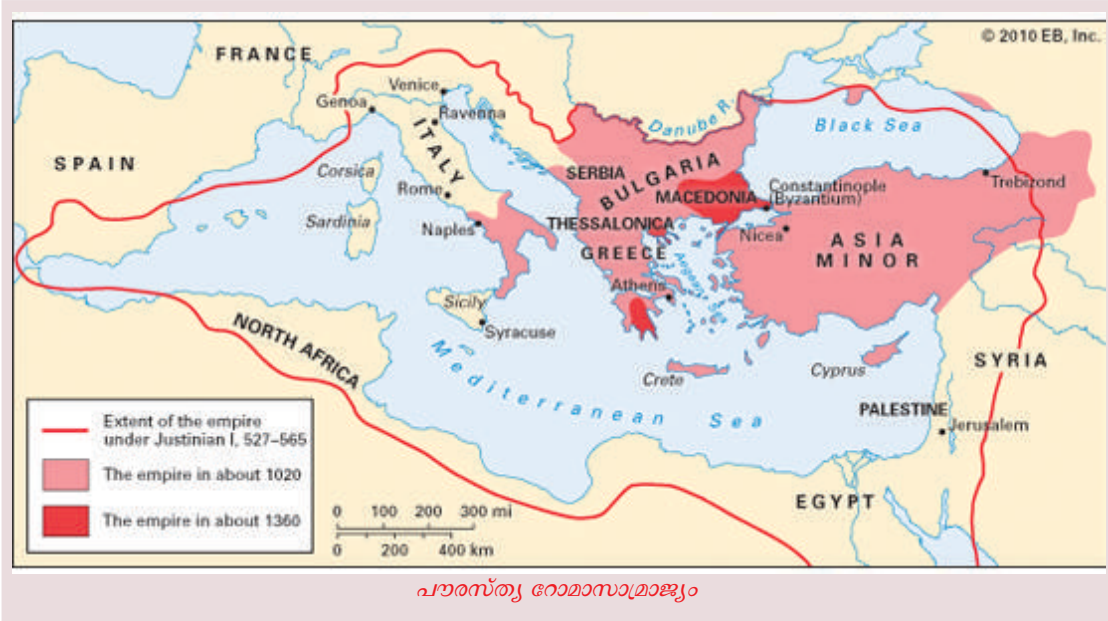 © 2010 EB, Inc.
FRANCE
Venice
Genoa
Ravenna
Danube R.
Black Sea
SPAIN
ITALY
Corsica
SERBIA
BULGARIA
Rome
MACEDONIA
Constantinople
(Byzantium)
Trebizond
Sardinia
Naples
THESSALONICA
Nicea
ASIA
MINOR
GREECE
Athens
Sicily
Syracuse
NORTH AFRICA
Mediterranean Sea
Crete
Cyprus
SYRIA
PALESTINE
Jerusalem
EGYPT
Extent of the empire
under Justinian I, 527–565
The empire in about 1020
The empire in about 1360
0 100 200 300 mi
0 200 400 km
പൗരസ്ത്യ റോമാസാമ്രാജ്യം